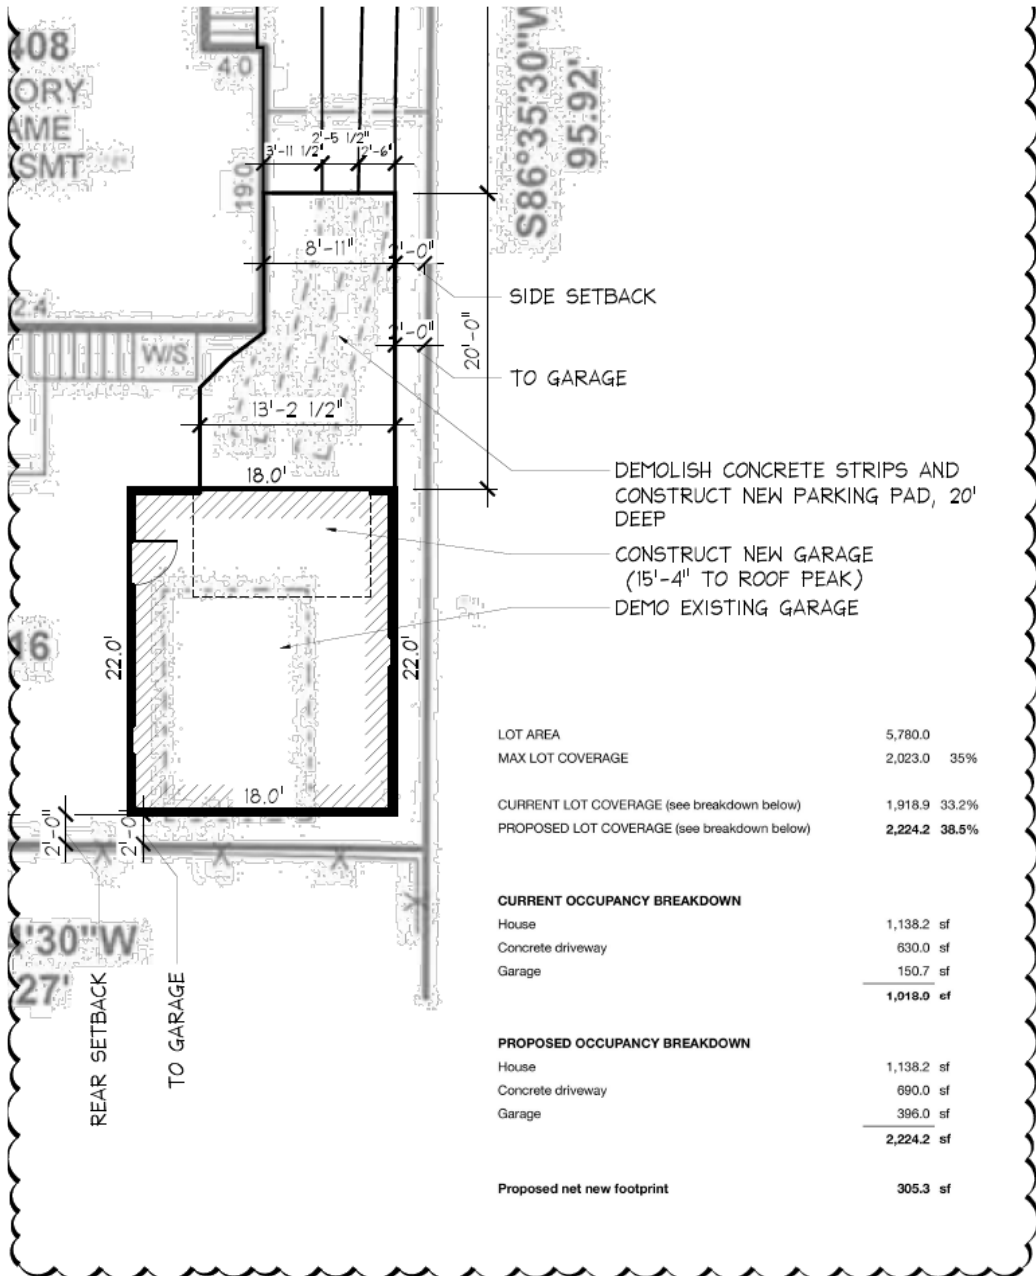 408
ORY
AME
SMT
4.0
19.0
2.4
W/S
16
4'30"W
27'
S86°35'30"W
95.92'
2'-5 1/2"
3'-11 1/2"
2'-6"
8'-11"
2'-0"
SIDE SETBACK
2'-0"
TO GARAGE
20'-0"
13'-2 1/2"
18.0'
DEMOLISH CONCRETE STRIPS AND
CONSTRUCT NEW PARKING PAD, 20'
DEEP
CONSTRUCT NEW GARAGE
(15'-4" TO ROOF PEAK)
DEMO EXISTING GARAGE
22.0'
22.0'
18.0'
2'-0"
2'-0"
REAR SETBACK
TO GARAGE
LOT AREA 5,780.0
MAX LOT COVERAGE 2,023.0 35%
CURRENT LOT COVERAGE (see breakdown below) 1,918.9 33.2%
PROPOSED LOT COVERAGE (see breakdown below) 2,224.2 38.5%
CURRENT OCCUPANCY BREAKDOWN
House 1,138.2 sf
Concrete driveway 630.0 sf
Garage 150.7 sf
1,918.9 sf
PROPOSED OCCUPANCY BREAKDOWN
House 1,138.2 sf
Concrete driveway 690.0 sf
Garage 396.0 sf
2,224.2 sf
Proposed net new footprint 305.3 sf